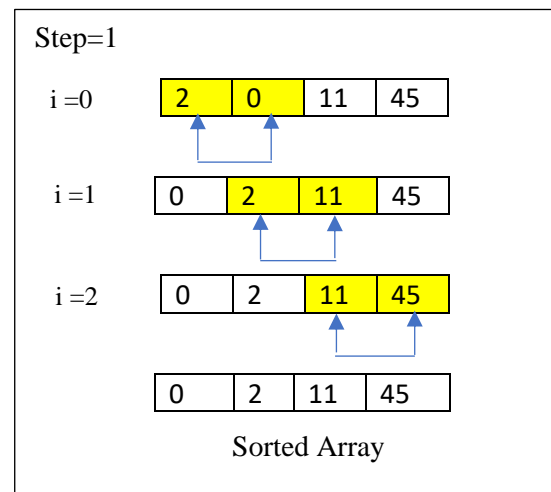 Step=1
i =0 2 0 11 45
i =1 0 2 11 45
i =2 0 2 11 45
0 2 11 45
Sorted Array